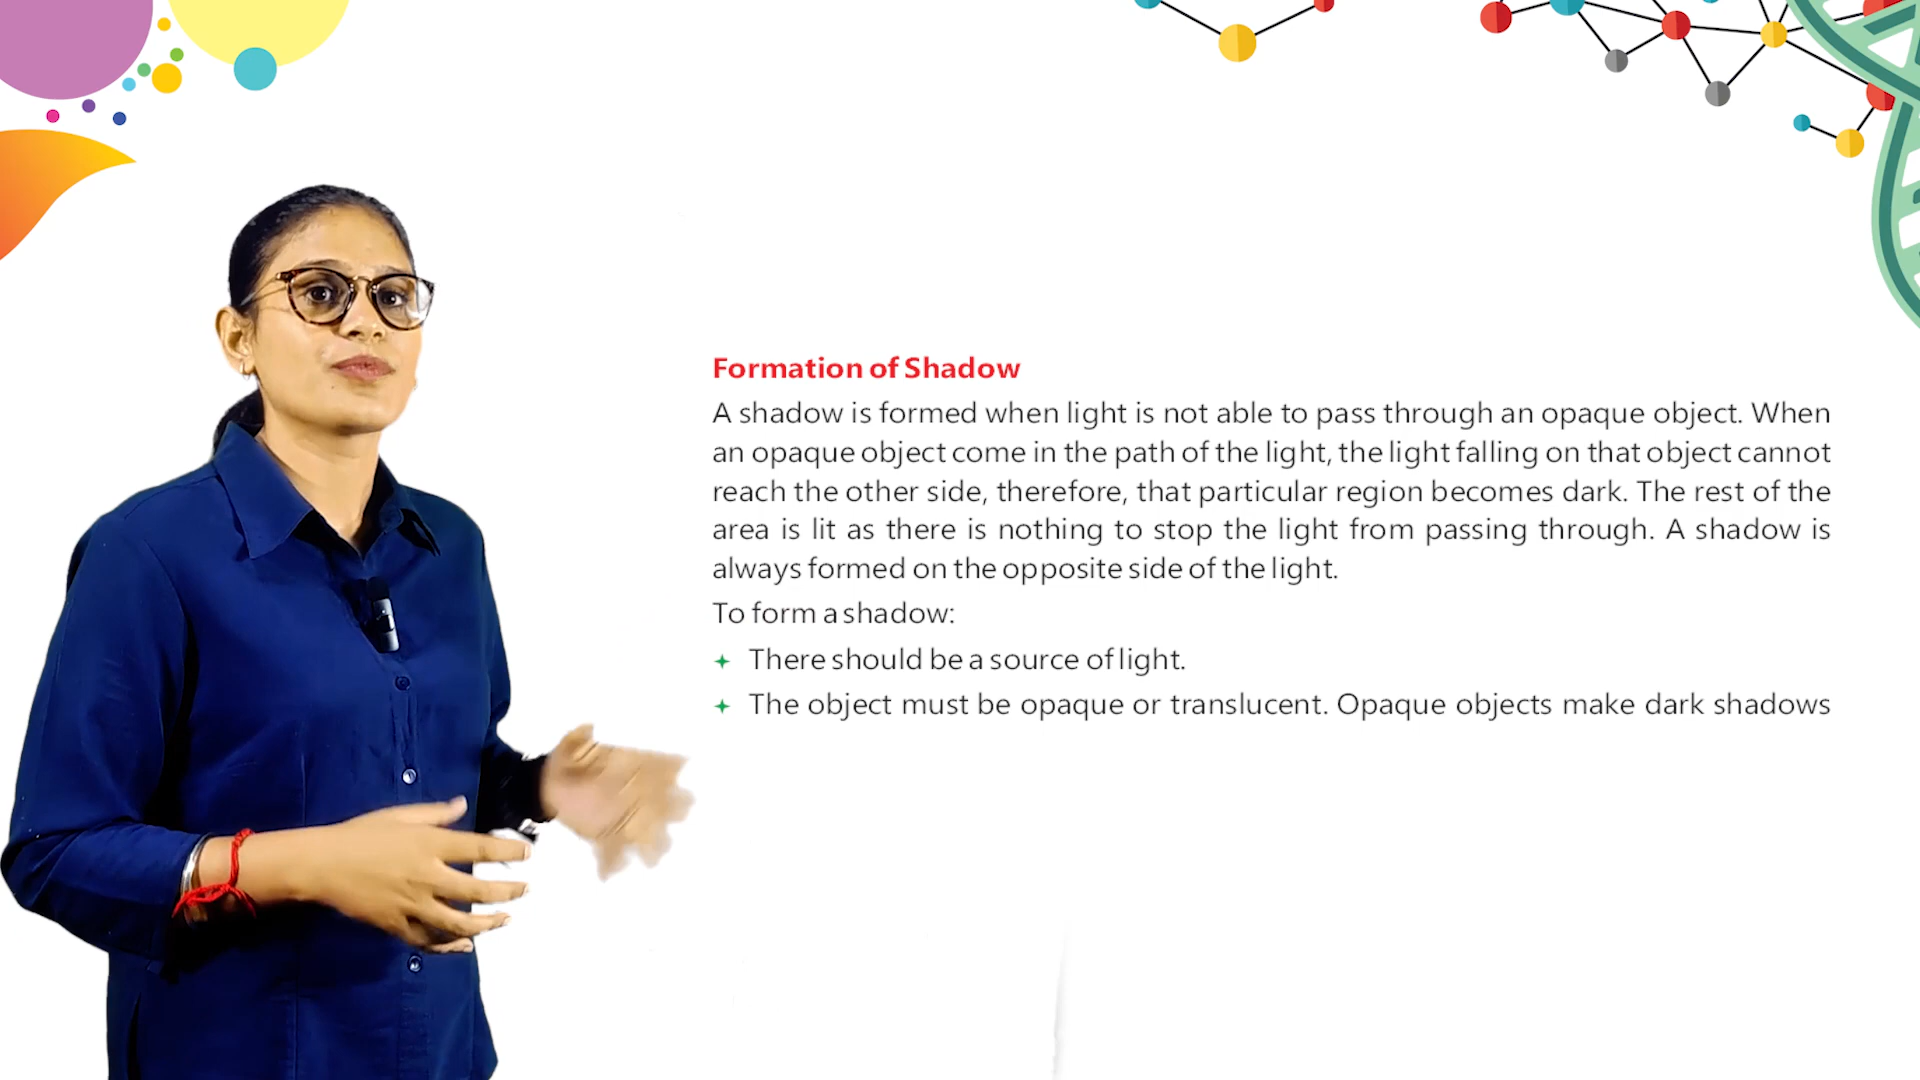 Formation of Shadow
A shadow is formed when light is not able to pass through an opaque object. When
an opaque object come in the path of the light, the light falling on that object cannot
reach the other side, therefore, that particular region becomes dark. The rest of the
area is lit as there is nothing to stop the light from passing through. A shadow is
always formed on the opposite side of the light.
To form a shadow:
There should be a source of light.
The object must be opaque or translucent. Opaque objects make dark shadows